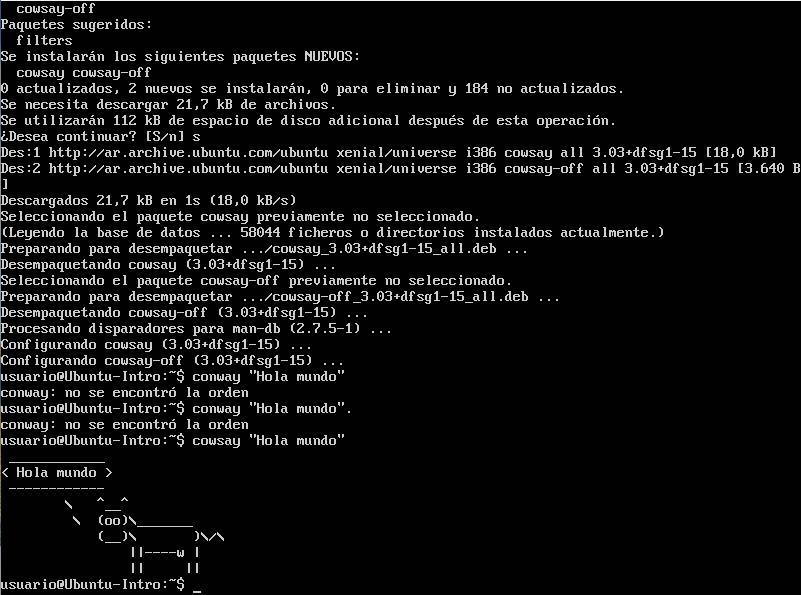 cowsay-off
Paquetes sugeridos:
  filters
Se instalarán los siguientes paquetes NUEVOS:
  cowsay cowsay-off
0 actualizados, 2 nuevos se instalarán, 0 para eliminar y 184 no actualizados.
Se necesita descargar 21,7 kB de archivos.
Se utilizarán 112 kB de espacio de disco adicional después de esta operación.
¿Desea continuar? [S/n] s
Des:1 http://ar.archive.ubuntu.com/ubuntu xenial/universe i386 cowsay all 3.03+dfsg1-15 [18,0 kB]
Des:2 http://ar.archive.ubuntu.com/ubuntu xenial/universe i386 cowsay-off all 3.03+dfsg1-15 [3.640 B
]
Descargados 21,7 kB en 1s (18,0 kB/s)
Seleccionando el paquete cowsay previamente no seleccionado.
(Leyendo la base de datos ... 58044 ficheros o directorios instalados actualmente.)
Preparando para desempaquetar .../cowsay_3.03+dfsg1-15_all.deb ...
Desempaquetando cowsay (3.03+dfsg1-15) ...
Seleccionando el paquete cowsay-off previamente no seleccionado.
Preparando para desempaquetar .../cowsay-off_3.03+dfsg1-15_all.deb ...
Desempaquetando cowsay-off (3.03+dfsg1-15) ...
Procesando disparadores para man-db (2.7.5-1) ...
Configurando cowsay (3.03+dfsg1-15) ...
Configurando cowsay-off (3.03+dfsg1-15) ...
usuario@Ubuntu-Intro:~$ conway "Hola mundo"
conway: no se encontró la orden
usuario@Ubuntu-Intro:~$ conway "Hola mundo".
conway: no se encontró la orden
usuario@Ubuntu-Intro:~$ cowsay "Hola mundo"
 ____________
< Hola mundo >
 ------------
        \   ^__^
         \  (oo)\_______
            (__)\       )\/\
                ||----w |
                ||     ||
usuario@Ubuntu-Intro:~$ _